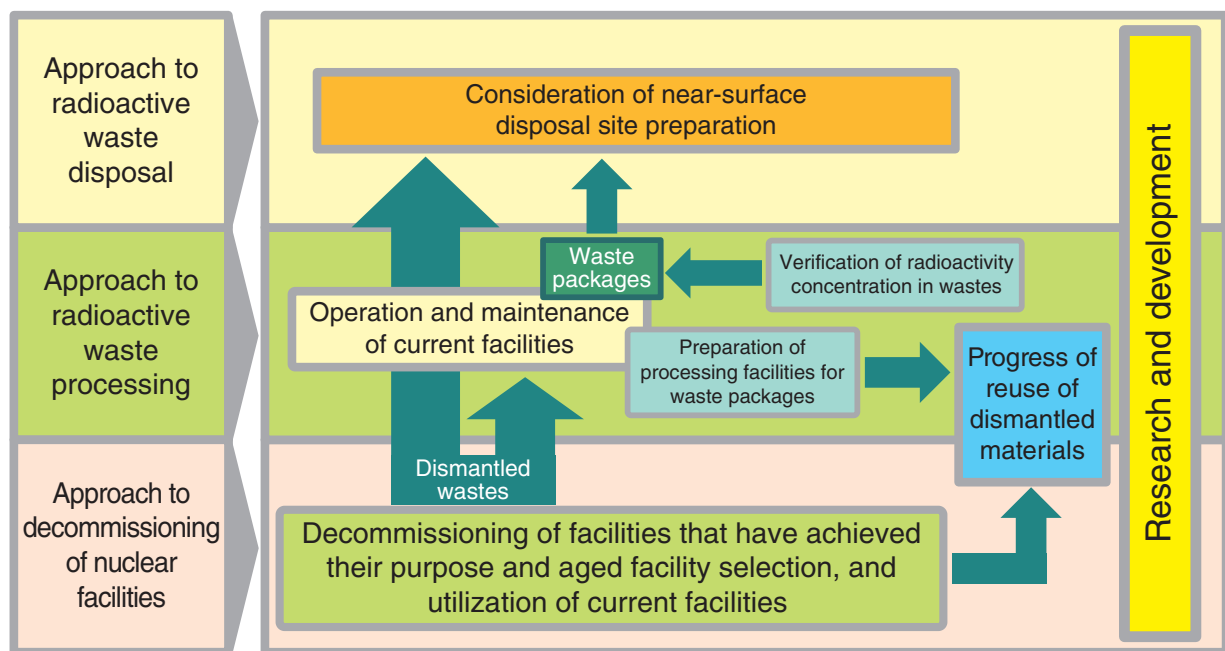 Approach to
radioactive
waste
disposal
Consideration of near-surface
disposal site preparation
Research and development
Approach to
radioactive
waste
processing
Waste
packages
Verification of radioactivity
concentration in wastes
Operation and maintenance
of current facilities
Preparation of
processing facilities for
waste packages
Progress of
reuse of
dismantled
materials
Approach to
decommissioning
of nuclear
facilities
Dismantled
wastes
Decommissioning of facilities that have achieved
their purpose and aged facility selection, and
utilization of current facilities